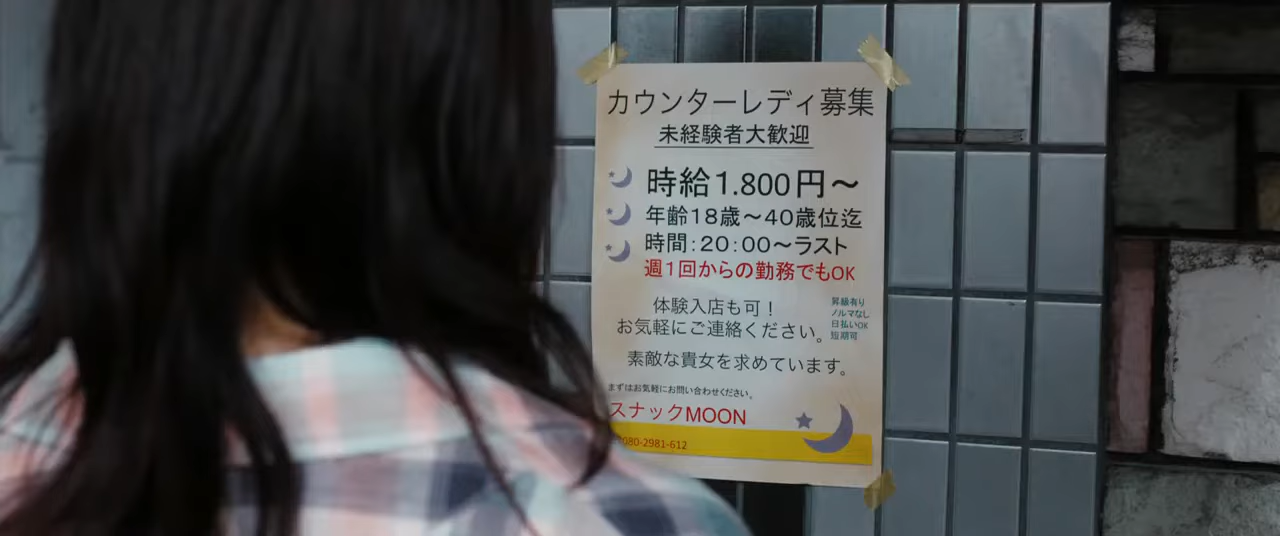 カウンターレディ募集
未経験者大歓迎
時給1.800円～
年齢18歳～40歳位迄
時間:20:00～ラスト
週1回からの勤務でもOK
体験入店も可！
お気軽にご連絡ください。
昇級有り
ノルマなし
日払いOK
短期可
素敵な貴女を求めています。
まずはお気軽にお問い合わせください。
スナックMOON
080-2981-612